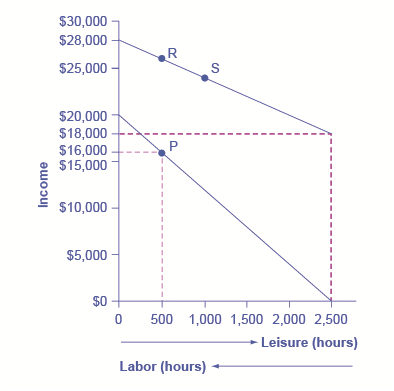 $30,000
$28,000
R
S
$25,000
$20,000
$18,000
$16,000
P
$15,000
Income
$10,000
$5,000
$0
0 500 1,000 1,500 2,000 2,500
Leisure (hours)
Labor (hours)